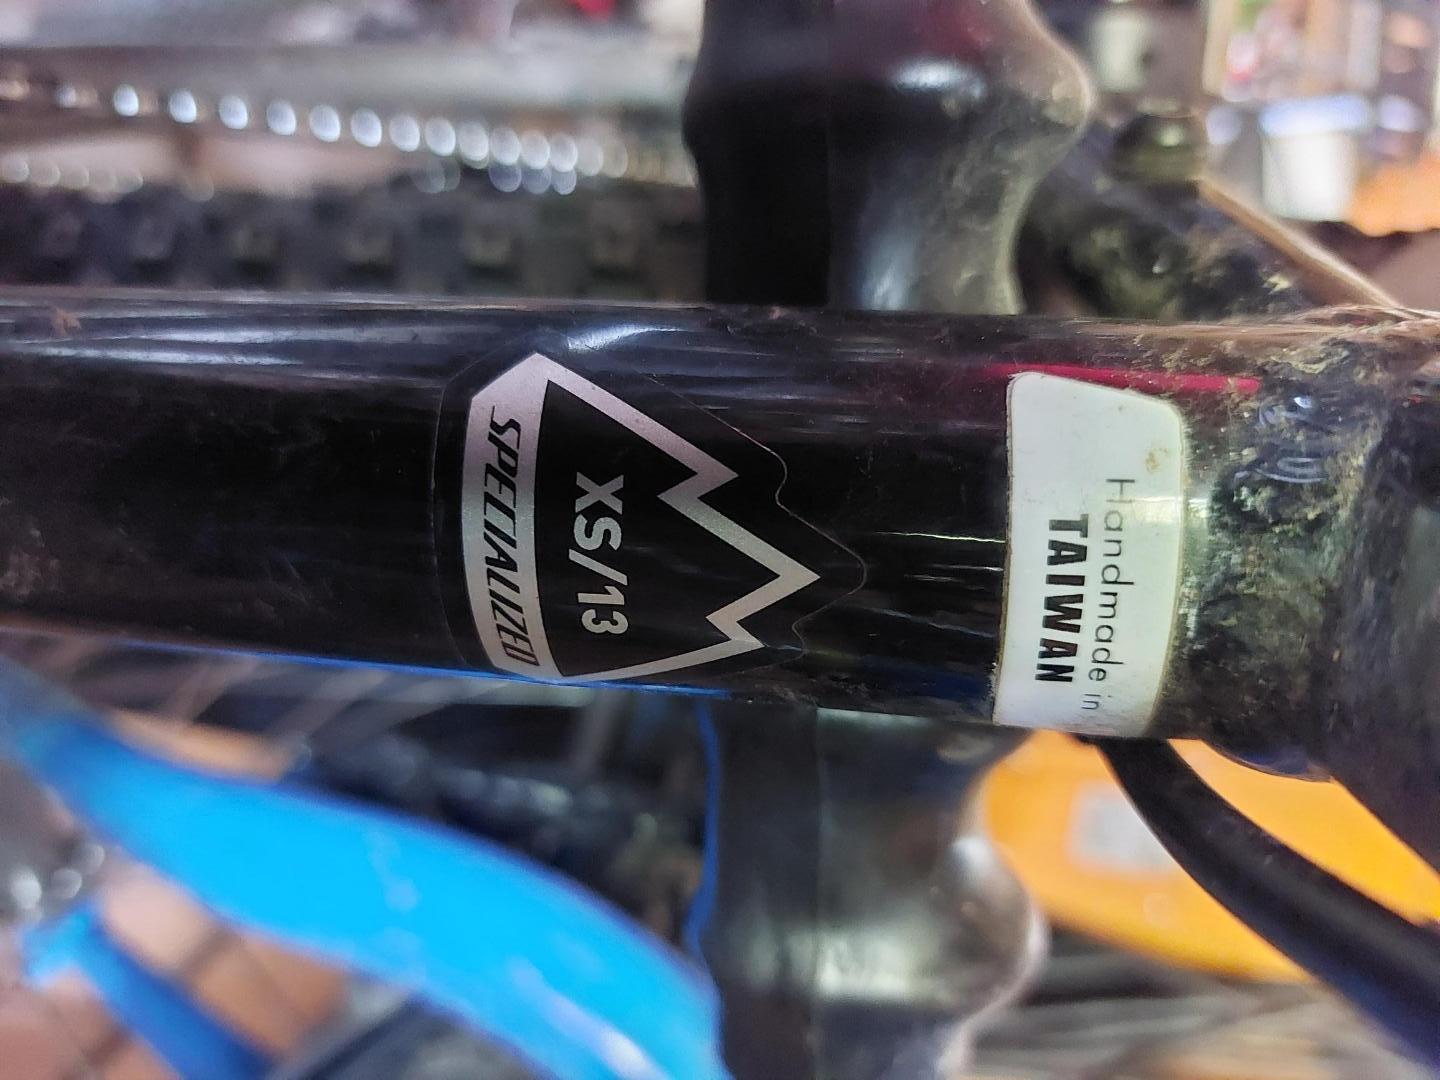 SPECIALIZED
XS/13
Handmade in
TAIWAN